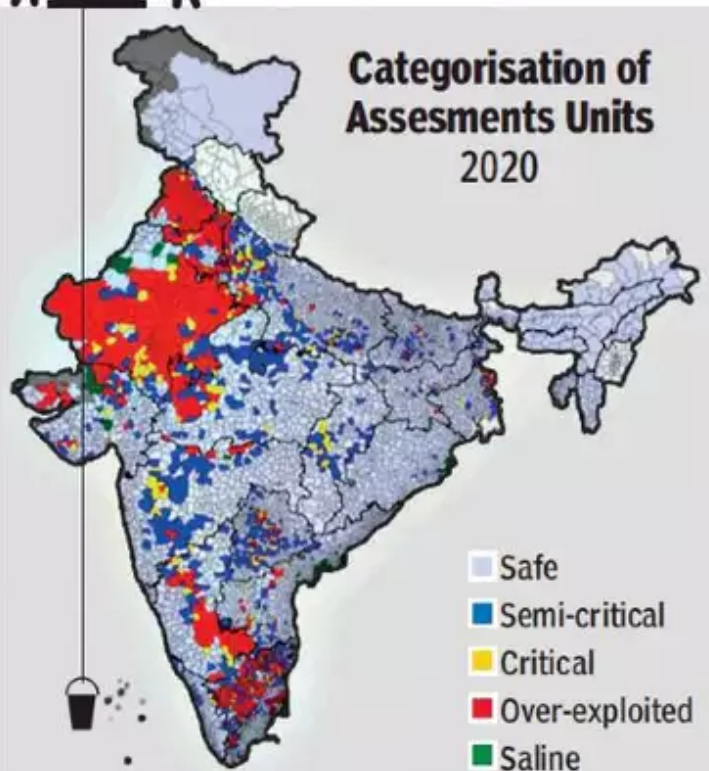 Categorisation of
Assesments Units
2020
Safe
Semi-critical
Critical
Over-exploited
Saline